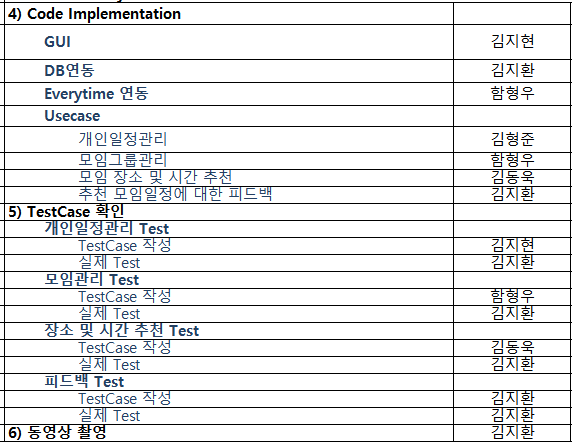 4) Code Implementation
GUI 김지현
DB연동 김지환
Everytime 연동 함형우
Usecase
개인일정관리 김형준
모임그룹관리 함형우
모임 장소 및 시간 추천 김동욱
추천 모임일정에 대한 피드백 김지환
5) TestCase 확인
개인일정관리 Test
TestCase 작성 김지현
실제 Test 김지환
모임관리 Test
TestCase 작성 함형우
실제 Test 김지환
장소 및 시간 추천 Test
TestCase 작성 김동욱
실제 Test 김지환
피드백 Test
TestCase 작성 김지환
실제 Test 김지환
6) 동영상 촬영 김지환